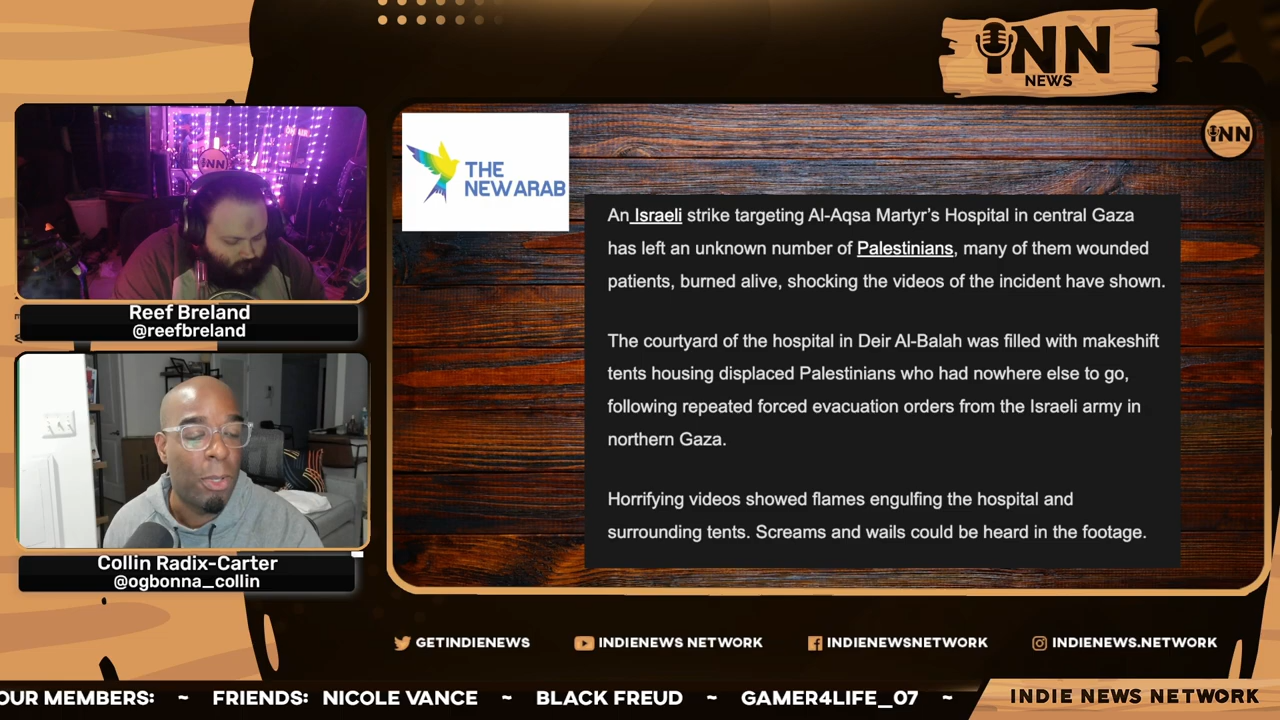 INN
NEWS
INN
INN
THE
NEW ARAB
An Israeli strike targeting Al-Aqsa Martyr's Hospital in central Gaza
has left an unknown number of Palestinians, many of them wounded
patients, burned alive, shocking the videos of the incident have shown.
The courtyard of the hospital in Deir Al-Balah was filled with makeshift
tents housing displaced Palestinians who had nowhere else to go,
following repeated forced evacuation orders from the Israeli army in
northern Gaza.
Horrifying videos showed flames engulfing the hospital and
surrounding tents. Screams and wails could be heard in the footage.
Reef Breland
@reefbreland
Collin Radix-Carter
@ogbonna_collin
GETINDIENEWS
INDIENEWS NETWORK
INDIENEWSNETWORK
INDIENEWS.NETWORK
OUR MEMBERS: ~ FRIENDS: NICOLE VANCE ~ BLACK FREUD ~ GAMER4LIFE_07 ~
INDIE NEWS NETWORK